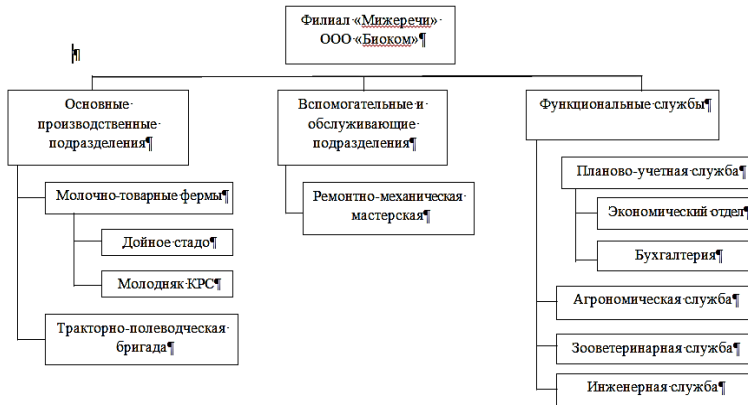 Филиал «Мижеречи»
ООО «Биоком»¶
¶
Основные
производственные
подразделения¶
Молочно-товарные фермы¶
Дойное стадо¶
Молодняк КРС¶
Тракторно-полеводческая
бригада¶
Вспомогательные и
обслуживающие
подразделения¶
Ремонтно-механическая
мастерская¶
Функциональные службы¶
Планово-учетная служба¶
Экономический отдел¶
Бухгалтерия¶
Агрономическая служба¶
Зооветеринарная служба¶
Инженерная служба¶